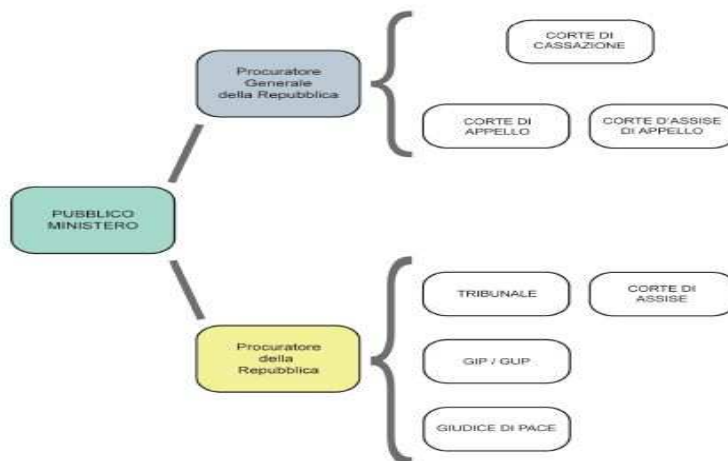 CORTE DI
CASSAZIONE
Procuratore
Generale
della Repubblica
CORTE DI
APPELLO
CORTE D'ASSISE
DI APPELLO
PUBBLICO
MINISTERO
TRIBUNALE
CORTE DI
ASSISE
Procuratore
della
Repubblica
GIP / GUP
GIUDICE DI PACE